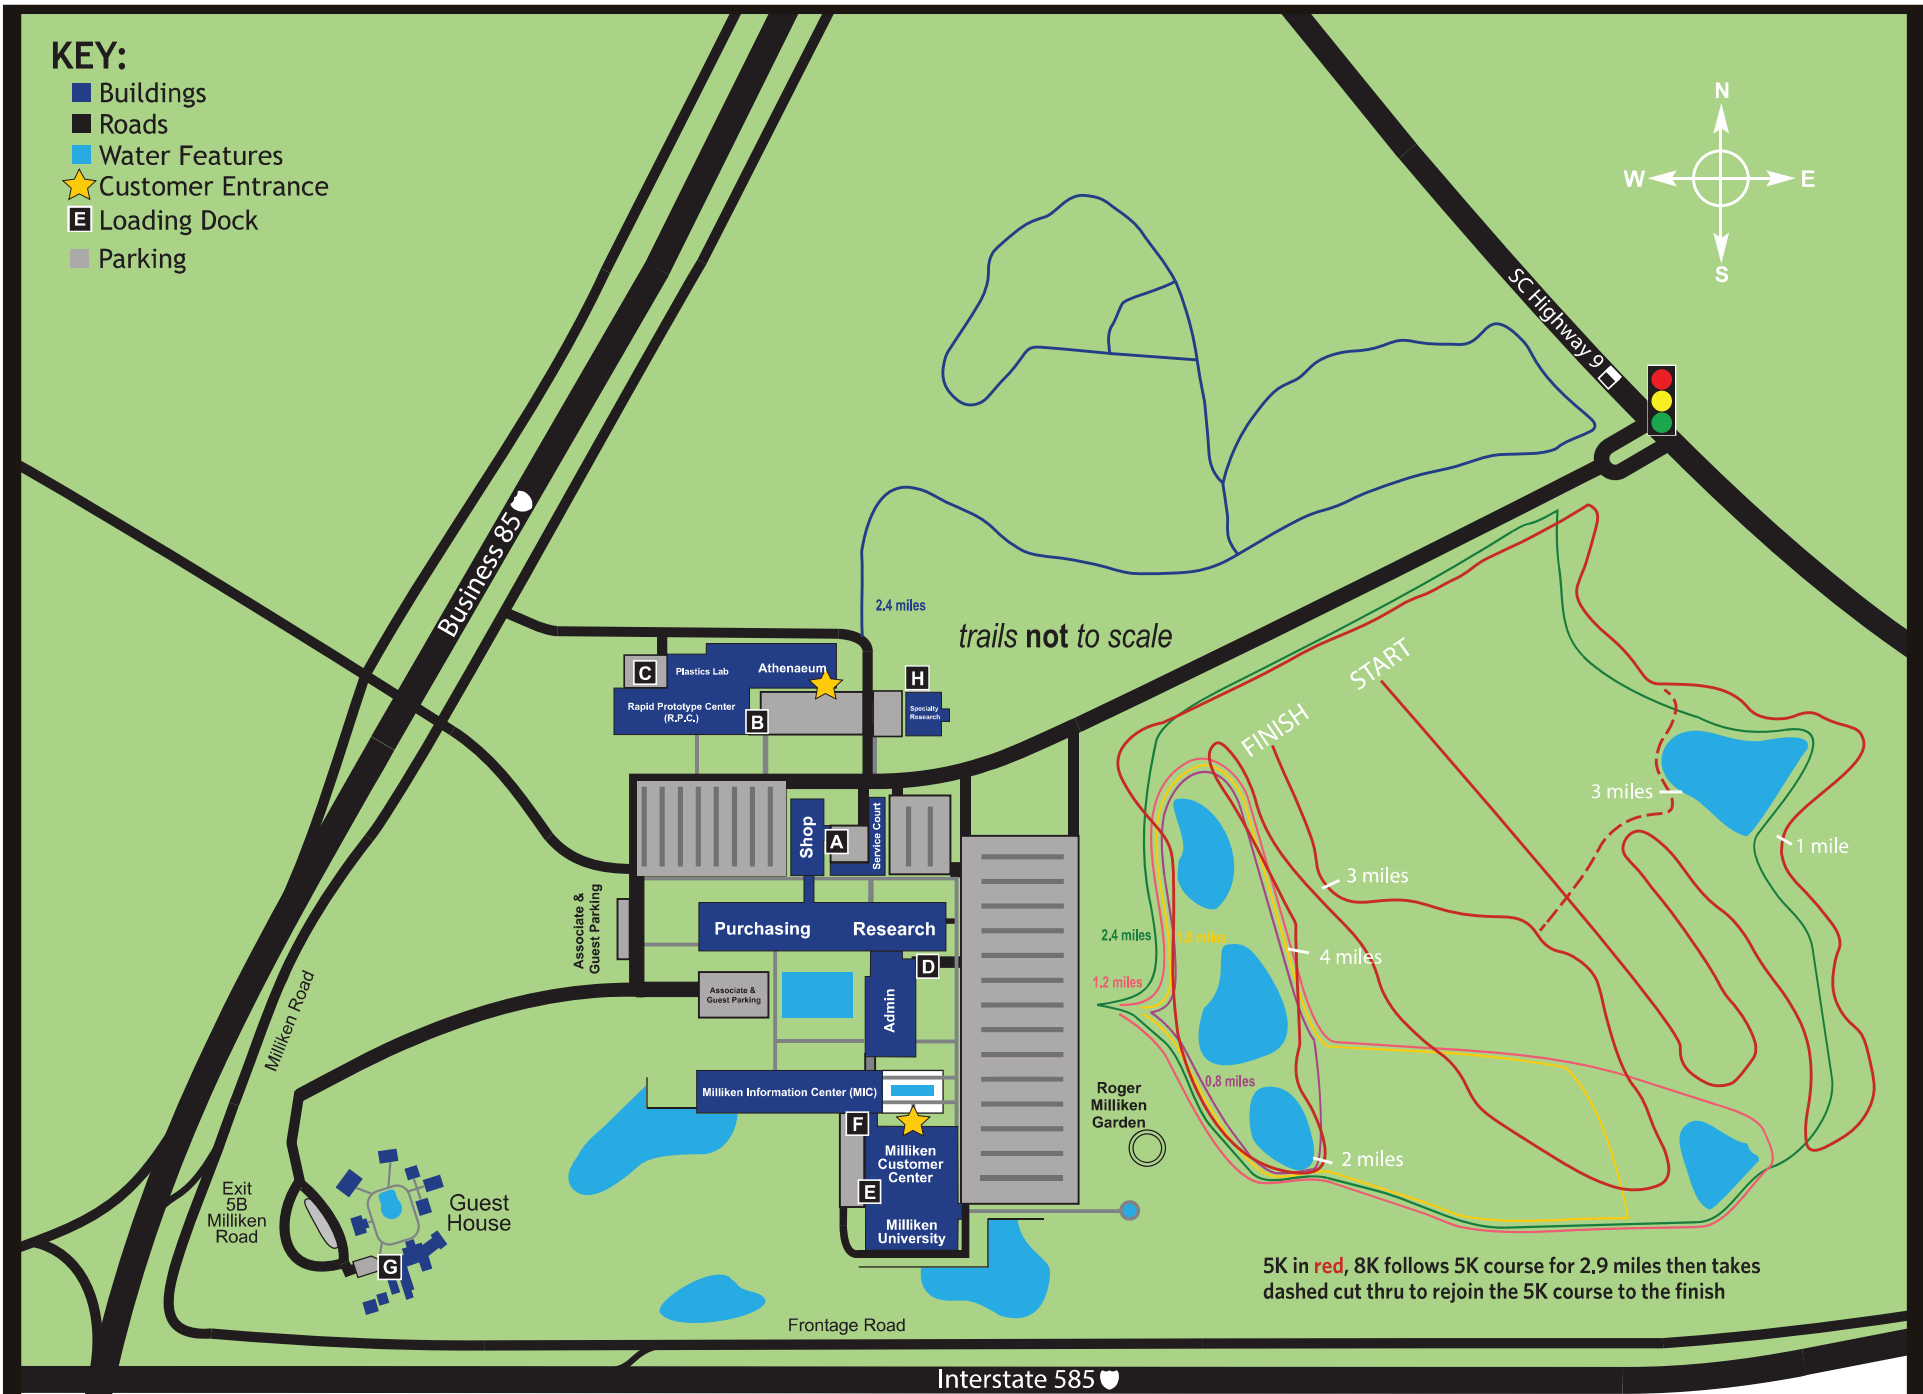 KEY:
Buildings
Roads
Water Features
Customer Entrance
E Loading Dock
Parking
N
W E
S
SC Highway 9
Business 85
2.4 miles
trails not to scale
C
Plastics Lab
Athenaeum
H
Rapid Prototype Center
(R.P.C.)
B
Specialty
Research
START
FINISH
3 miles
1 mile
3 miles
Shop
A
Service Court
Associate &
Guest Parking
Purchasing
Research
2.4 miles
1.2 miles
4 miles
D
Associate &
Guest Parking
Admin
Milliken Road
Milliken Information Center (MIC)
0.8 miles
Roger
Milliken
Garden
F
Milliken
Customer
Center
2 miles
E
Milliken
University
Exit
5B
Milliken
Road
Guest
House
G
5K in red, 8K follows 5K course for 2.9 miles then takes
dashed cut thru to rejoin the 5K course to the finish
Frontage Road
Interstate 585